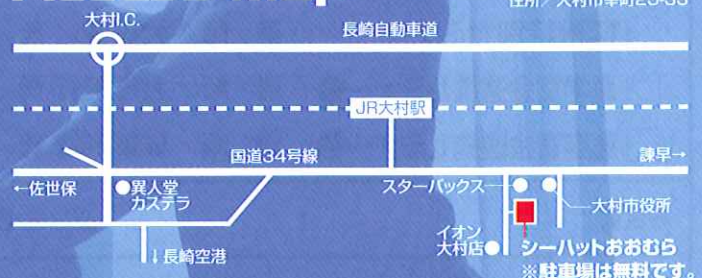 住所／大村市幸町25-33
大村I.C.
長崎自動車道
JR大村駅
国道34号線
諫早→
←佐世保
異人堂
カステラ
スターバックス
大村市役所
イオン
大村店
シーハットおおむら
※駐車場は無料です。
↓長崎空港